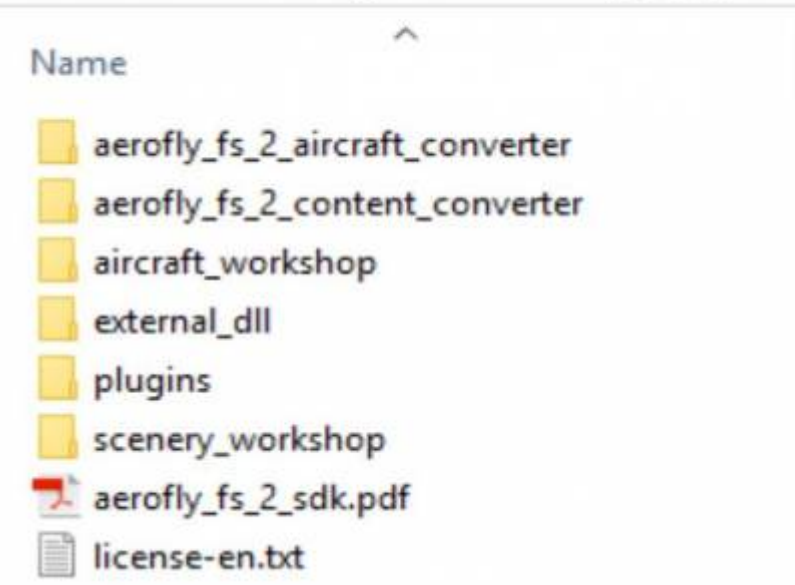 Name
aerofly_fs_2_aircraft_converter
aerofly_fs_2_content_converter
aircraft_workshop
external_dll
plugins
scenery_workshop
aerofly_fs_2_sdk.pdf
license-en.txt